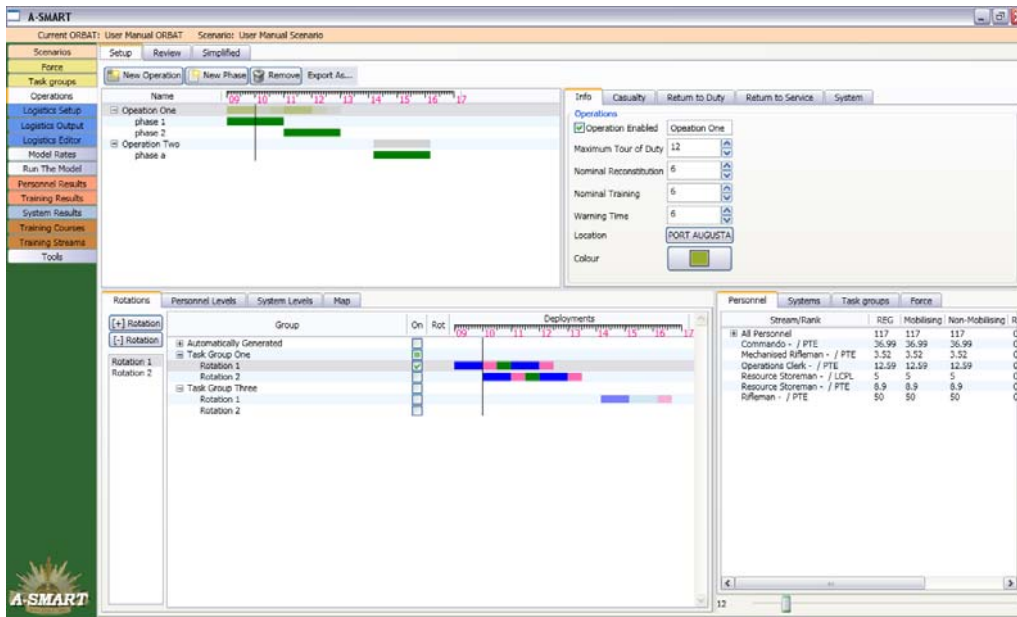 A-SMART
Current ORBAT: User Manual ORBAT Scenario: User Manual Scenario
Scenarios
Force
Task groups
Operations
Logistics Setup
Logistics Output
Logistics Editor
Model Rates
Run The Model
Personnel Results
Training Results
System Results
Training Courses
Training Streams
Tools
A-SMART
Setup Review Simplified
New Operation New Phase Remove Export As...
Name '09 '10 '11 '12 '13 '14 '15 '16 '17
Opeation One
phase 1
phase 2
Operation Two
phase a
Info Casualty Return to Duty Return to Service System
Operations
Operation Enabled Opeation One
Maximum Tour of Duty 12
Nominal Reconstitution 6
Nominal Training 6
Warning Time 6
Location PORT AUGUSTA
Colour
Rotations Personnel Levels System Levels Map
[+] Rotation
[-] Rotation
Rotation 1
Rotation 2
Group On Rot Deployments
'09 '10 '11 '12 '13 '14 '15 '16 '17
Automatically Generated
Task Group One
Rotation 1
Rotation 2
Task Group Three
Rotation 1
Rotation 2
Personnel Systems Task groups Force
Stream/Rank REG Mobilising Non-Mobilising R
All Personnel 117 117 117
Commando - / PTE 36.99 36.99 36.99
Mechanised Rifleman - / PTE 3.52 3.52 3.52
Operations Clerk - / PTE 12.59 12.59 12.59
Resource Storeman - / LCPL 5 5 5
Resource Storeman - / PTE 8.9 8.9 8.9
Rifleman - / PTE 50 50 50
12